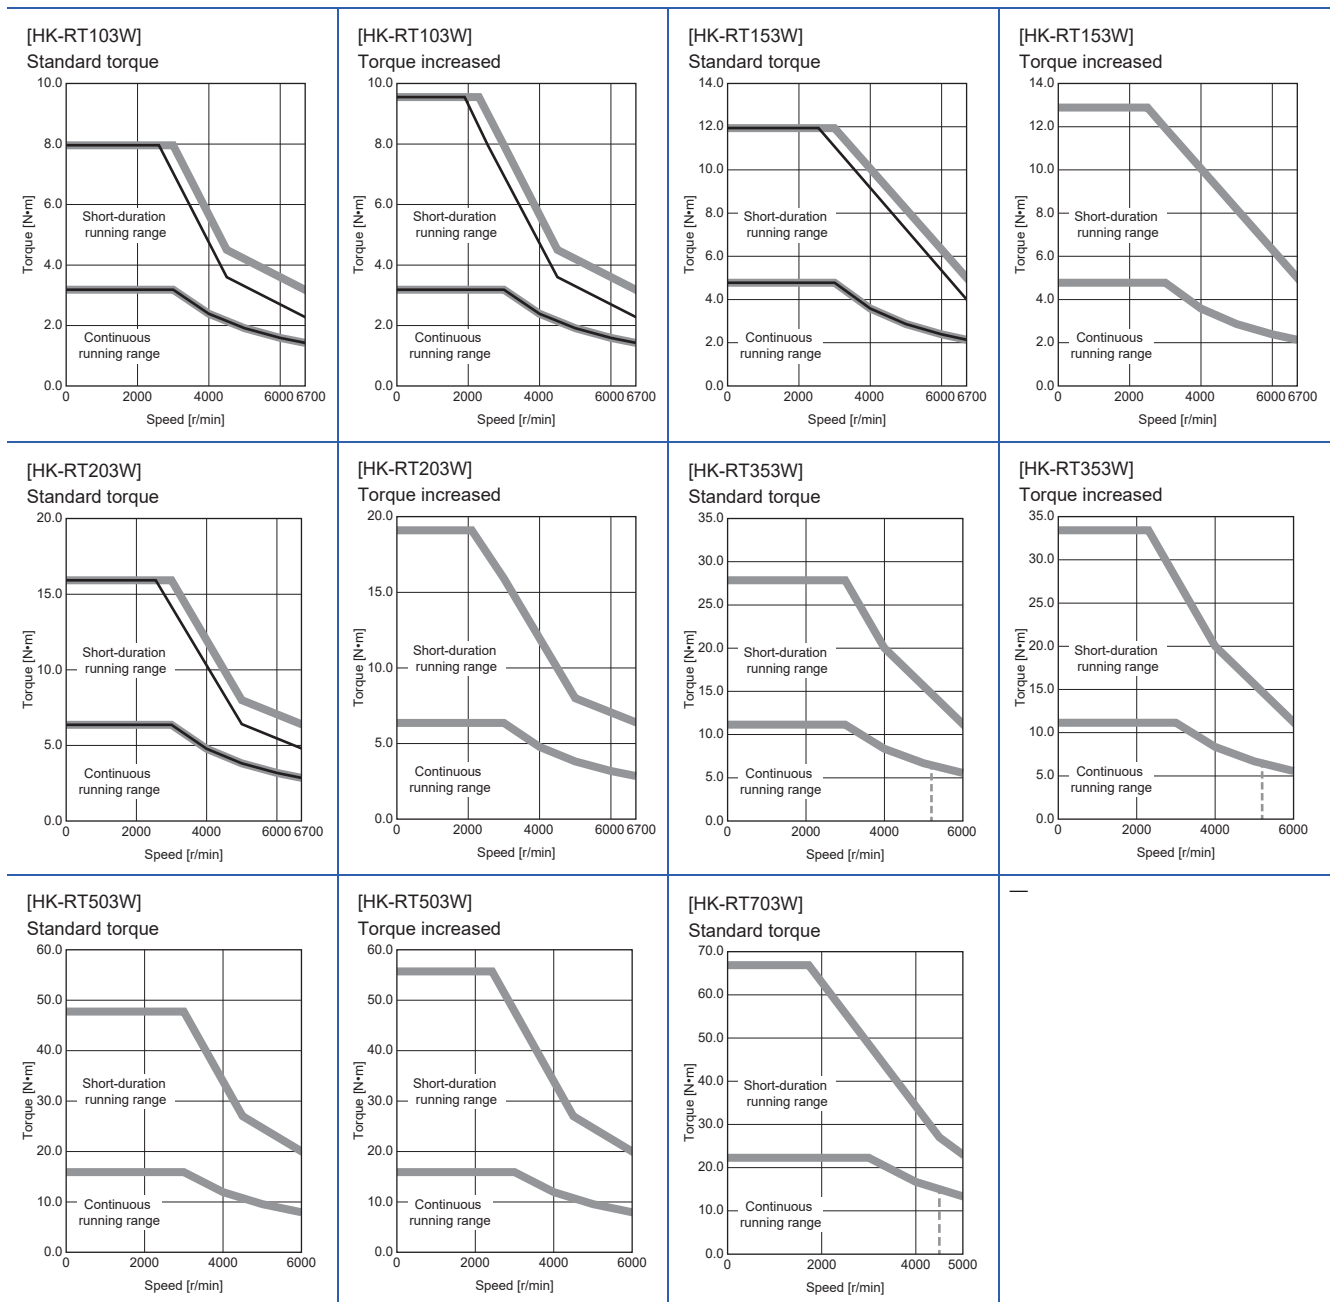 [HK-RT103W]
Standard torque
10.0
8.0
6.0
4.0
2.0
0.0
Torque [N•m]
Short-duration
running range
Continuous
running range
0 2000 4000 6000 6700
Speed [r/min]
[HK-RT103W]
Torque increased
10.0
8.0
6.0
4.0
2.0
0.0
Torque [N•m]
Short-duration
running range
Continuous
running range
0 2000 4000 6000 6700
Speed [r/min]
[HK-RT153W]
Standard torque
14.0
12.0
10.0
8.0
6.0
4.0
2.0
0.0
Torque [N•m]
Short-duration
running range
Continuous
running range
0 2000 4000 6000 6700
Speed [r/min]
[HK-RT153W]
Torque increased
14.0
12.0
10.0
8.0
6.0
4.0
2.0
0.0
Torque [N•m]
Short-duration
running range
Continuous
running range
0 2000 4000 6000 6700
Speed [r/min]
[HK-RT203W]
Standard torque
20.0
15.0
10.0
5.0
0.0
Torque [N•m]
Short-duration
running range
Continuous
running range
0 2000 4000 6000 6700
Speed [r/min]
[HK-RT203W]
Torque increased
20.0
15.0
10.0
5.0
0.0
Torque [N•m]
Short-duration
running range
Continuous
running range
0 2000 4000 6000 6700
Speed [r/min]
[HK-RT353W]
Standard torque
35.0
30.0
25.0
20.0
15.0
10.0
5.0
0.0
Torque [N•m]
Short-duration
running range
Continuous
running range
0 2000 4000 6000
Speed [r/min]
[HK-RT353W]
Torque increased
35.0
30.0
25.0
20.0
15.0
10.0
5.0
0.0
Torque [N•m]
Short-duration
running range
Continuous
running range
0 2000 4000 6000
Speed [r/min]
[HK-RT503W]
Standard torque
60.0
50.0
40.0
30.0
20.0
10.0
0.0
Torque [N•m]
Short-duration
running range
Continuous
running range
0 2000 4000 6000
Speed [r/min]
[HK-RT503W]
Torque increased
60.0
50.0
40.0
30.0
20.0
10.0
0.0
Torque [N•m]
Short-duration
running range
Continuous
running range
0 2000 4000 6000
Speed [r/min]
[HK-RT703W]
Standard torque
70.0
60.0
50.0
40.0
30.0
20.0
10.0
0.0
Torque [N•m]
Short-duration
running range
Continuous
running range
0 2000 4000 5000
Speed [r/min]
—